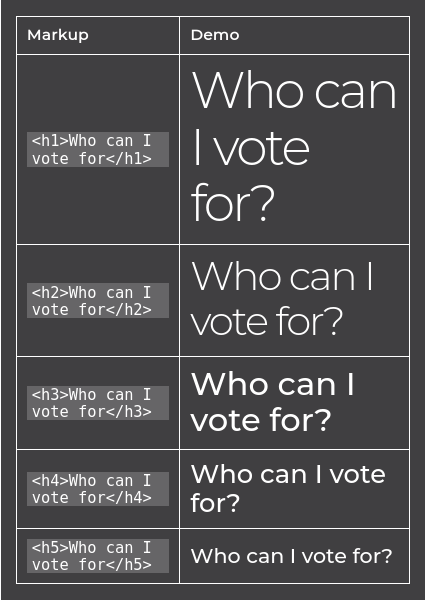 Markup
Demo
<h1>Who can I
vote for</h1>
Who can
I vote
for?
<h2>Who can I
vote for</h2>
Who can I
vote for?
<h3>Who can I
vote for</h3>
Who can I
vote for?
<h4>Who can I
vote for</h4>
Who can I vote
for?
<h5>Who can I
vote for</h5>
Who can I vote for?